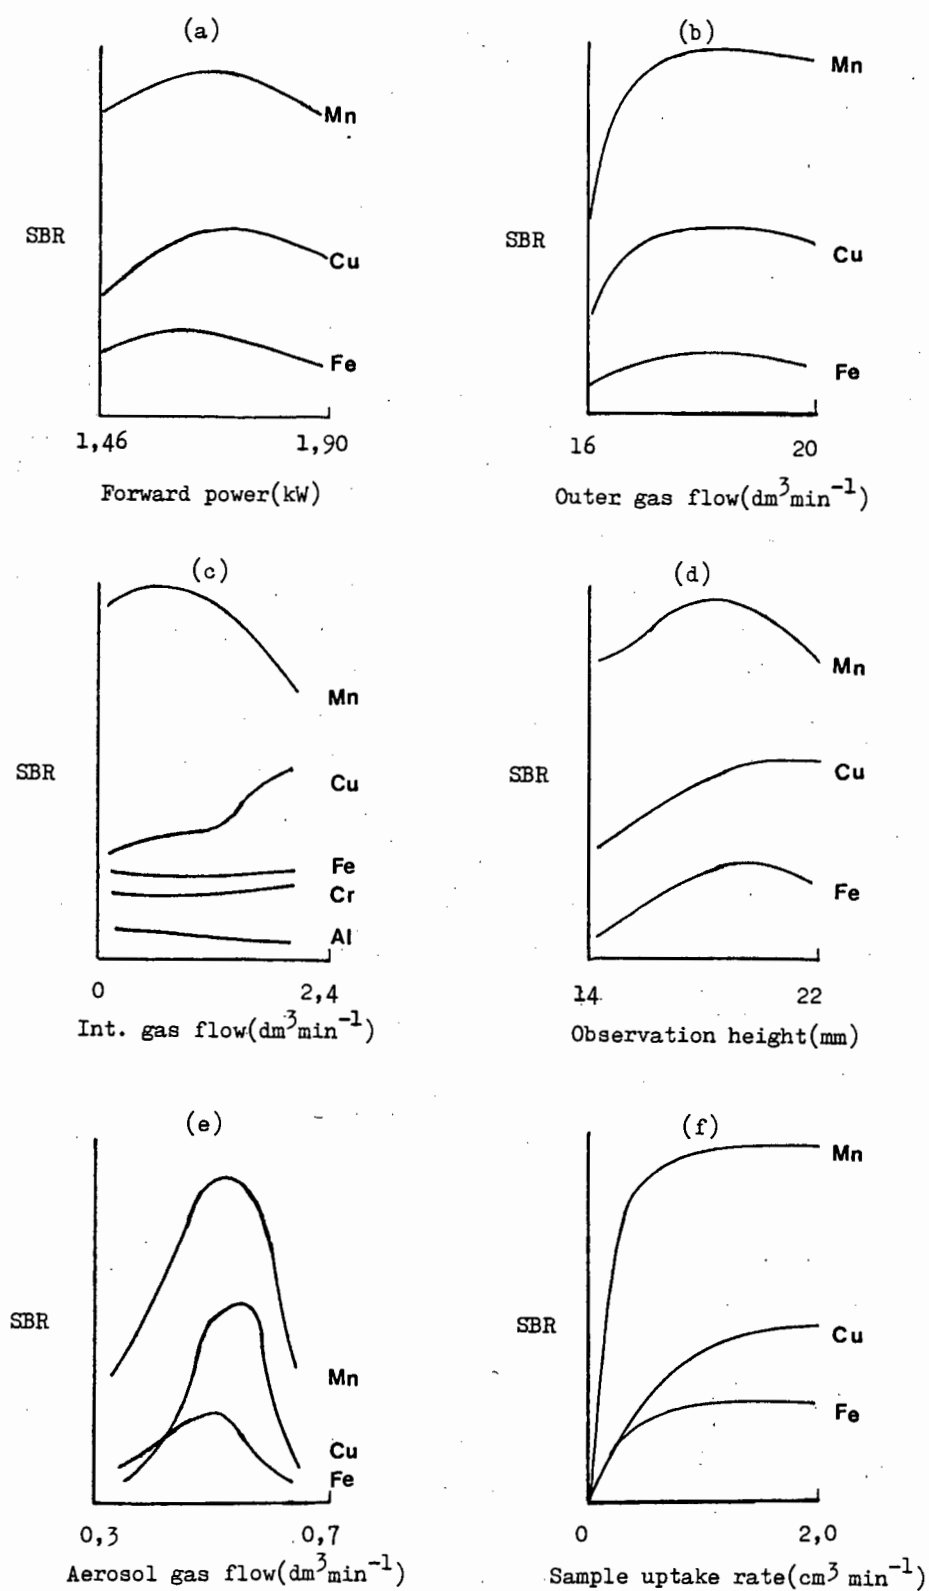 (a)
Mn
SBR
Cu
Fe
1,46 1,90
Forward power(kW)
(b)
Mn
SBR
Cu
Fe
16 20
Outer gas flow(dm³min⁻¹)
(c)
Mn
SBR
Cu
Fe
Cr
Al
0 2,4
Int. gas flow(dm³min⁻¹)
(d)
Mn
SBR
Cu
Fe
14 22
Observation height(mm)
(e)
SBR
Mn
Cu
Fe
0,3 0,7
Aerosol gas flow(dm³min⁻¹)
(f)
Mn
SBR
Cu
Fe
0 2,0
Sample uptake rate(cm³ min⁻¹)